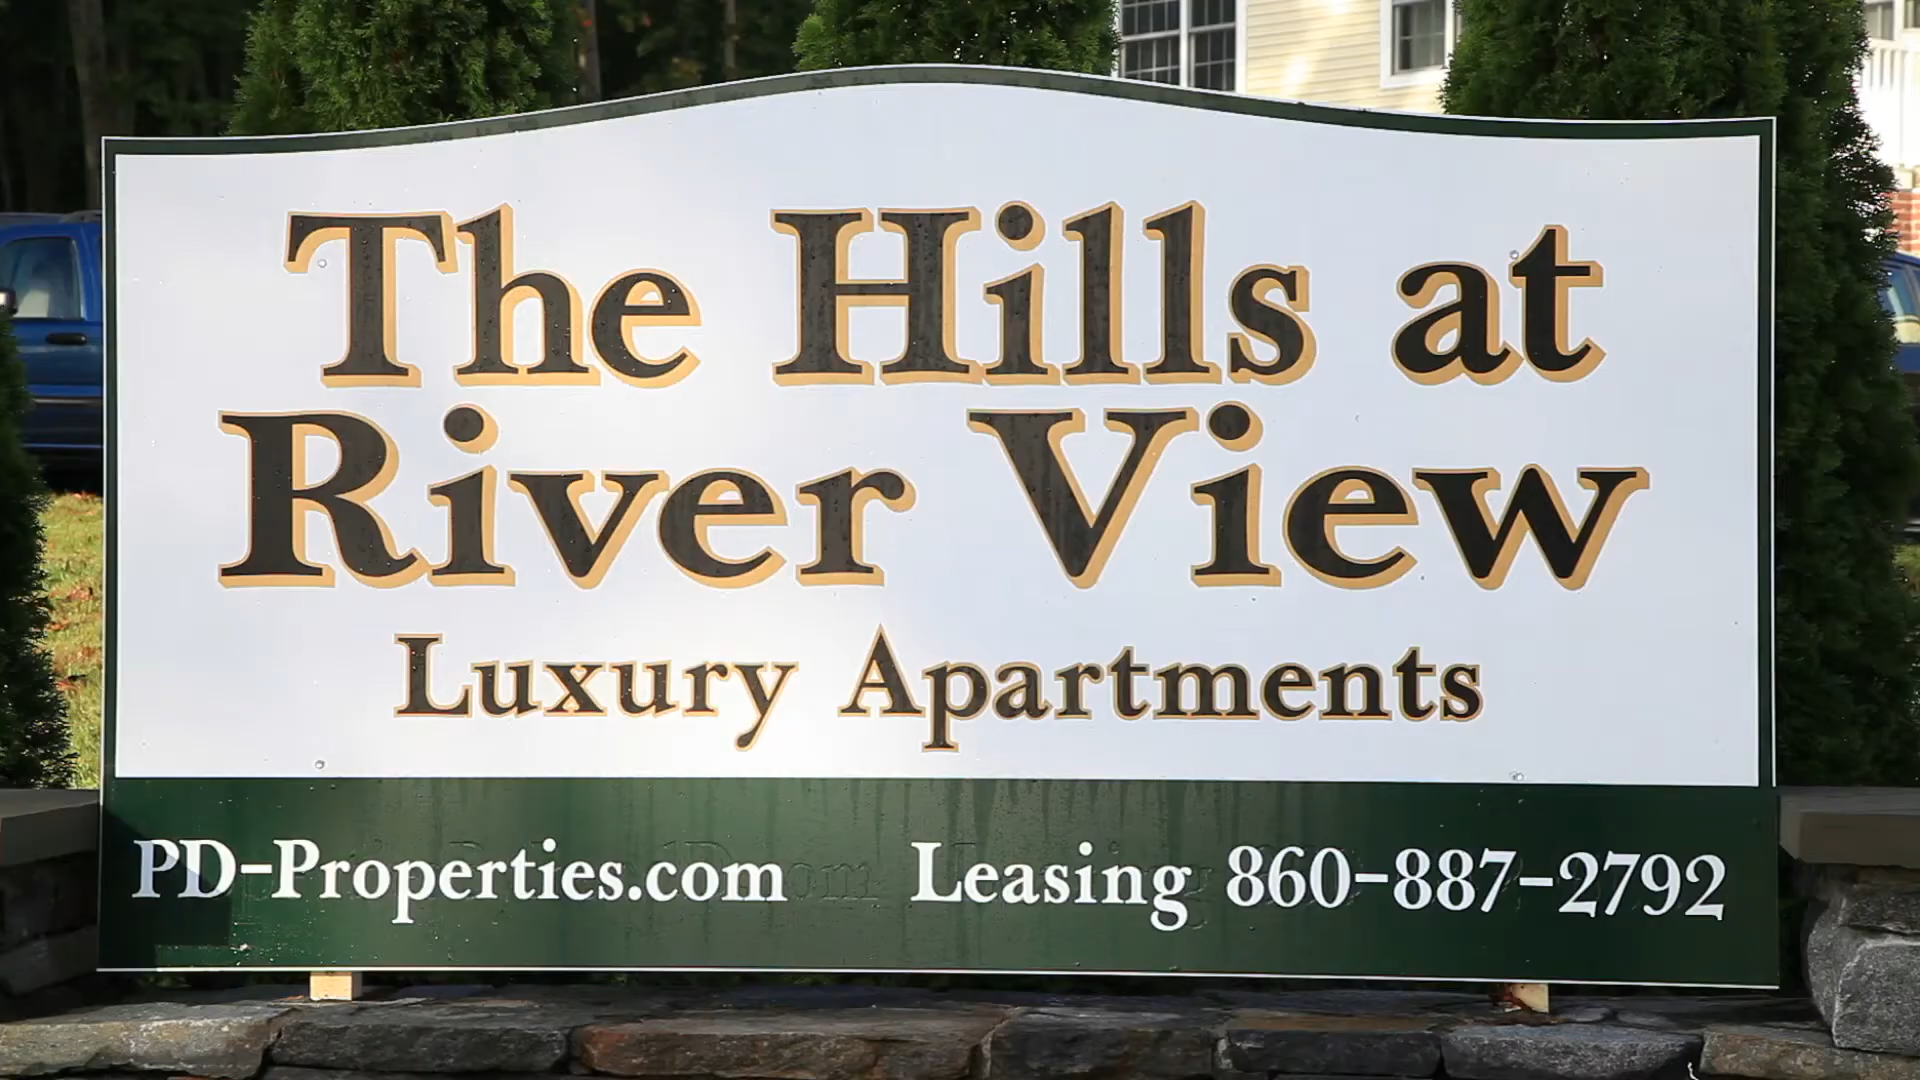 The Hills at
River View
Luxury Apartments
PD-Properties.com Leasing 860-887-2792